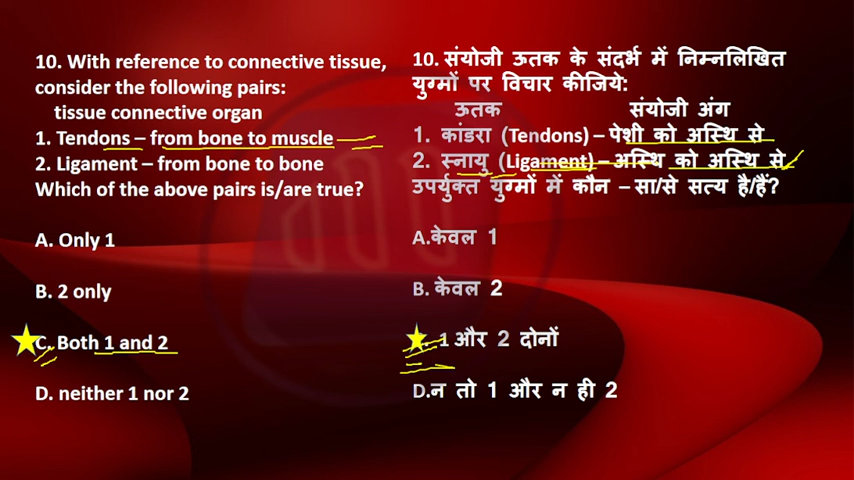 10. With reference to connective tissue,
consider the following pairs:
tissue connective organ
1. Tendons – from bone to muscle
2. Ligament – from bone to bone
Which of the above pairs is/are true?
A. Only 1
B. 2 only
C. Both 1 and 2
D. neither 1 nor 2
10. संयोजी ऊतक के संदर्भ में निम्नलिखित
युग्मों पर विचार कीजिये:
ऊतक संयोजी अंग
1. कांडरा (Tendons) – पेशी को अस्थि से
2. स्नायु (Ligament) – अस्थि को अस्थि से
उपर्युक्त युग्मों में कौन – सा/से सत्य है/हैं?
A.केवल 1
B. केवल 2
1 और 2 दोनों
D.न तो 1 और न ही 2